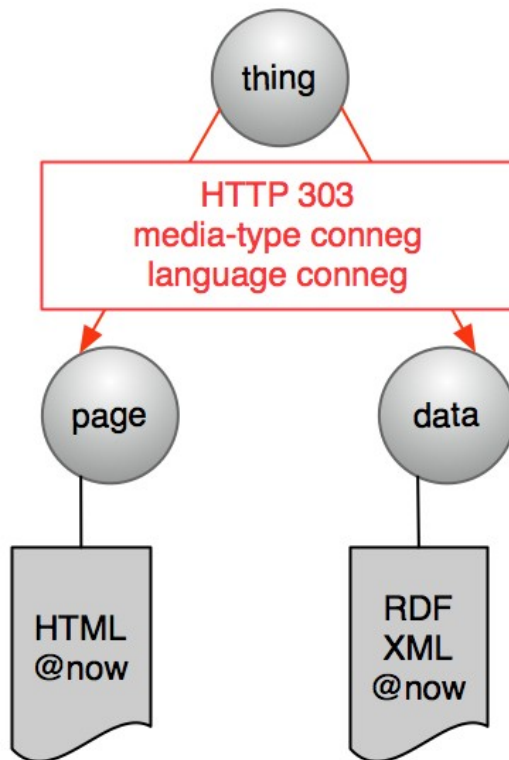 thing
HTTP 303
media-type conneg
language conneg
page
data
HTML
@now
RDF
XML
@now